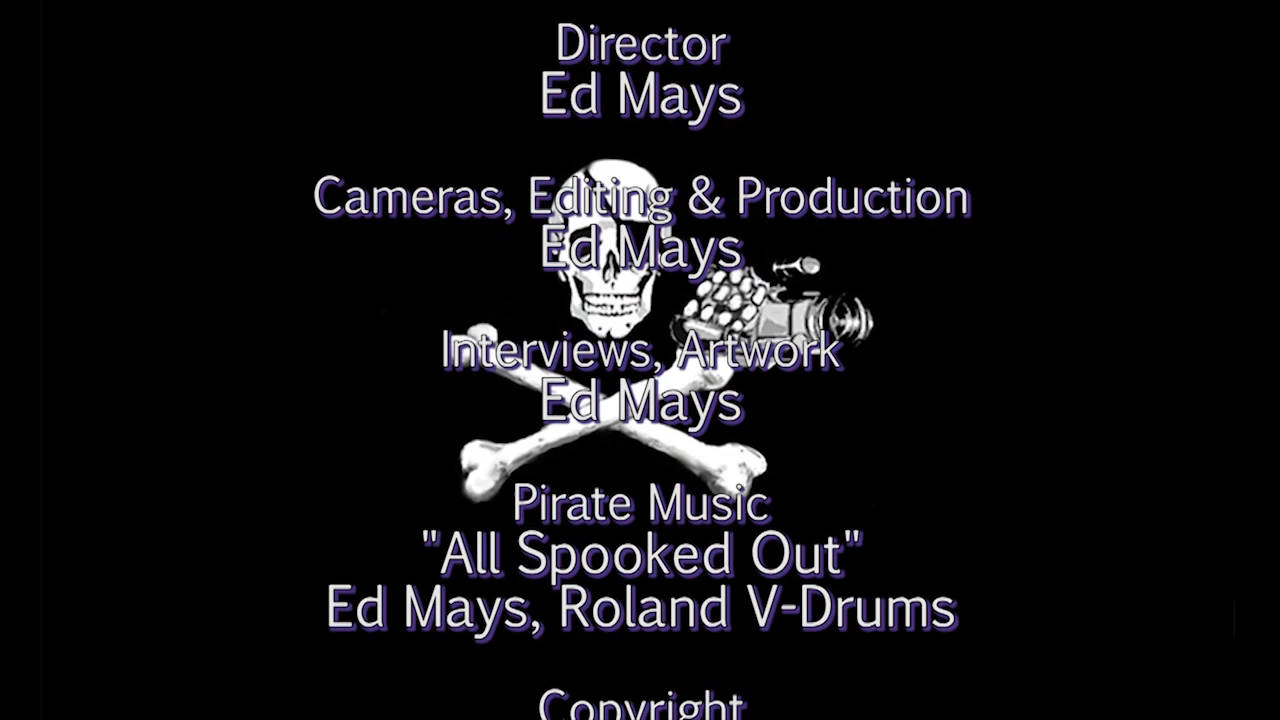 Director
Ed Mays
Cameras, Editing & Production
Ed Mays
Interviews, Artwork
Ed Mays
Pirate Music
"All Spooked Out"
Ed Mays, Roland V-Drums
Copyright